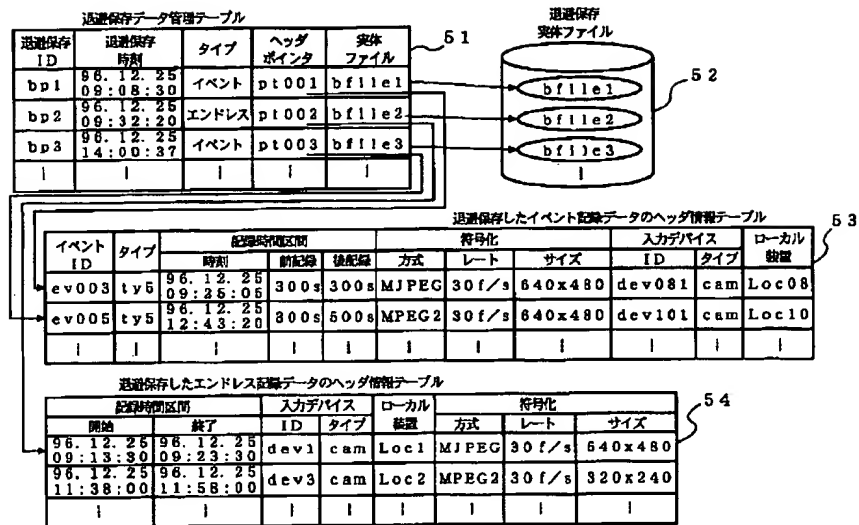 退避保存データ管理テーブル
退避保存ID 退避保存時刻 タイプ ヘッダポインタ 実体ファイル
bp1 96.12.25 09:08:30 イベント pt001 bfile1
bp2 96.12.25 09:32:20 エンドレス pt002 bfile2
bp3 96.12.25 14:00:37 イベント pt003 bfile3
51
退避保存
実体ファイル
bfile1
bfile2
bfile3
52
退避保存したイベント記録データのヘッダ情報テーブル
53
イベントID タイプ 記録時間区間 符号化 入力デバイス ローカル装置
時刻 前記録 後記録 方式 レート サイズ ID タイプ
ev003 ty5 96.12.25 09:25:05 300s 300s MJPEG 30f/s 640x480 dev081 cam Loc08
ev005 ty5 96.12.25 12:43:20 300s 500s MPEG2 30f/s 640x480 dev101 cam Loc10
退避保存したエンドレス記録データのヘッダ情報テーブル
54
記録時間区間 入力デバイス ローカル装置 符号化
開始 終了 ID タイプ 方式 レート サイズ
96.12.25 09:13:30 96.12.25 09:23:30 dev1 cam Loc1 MJPEG 30f/s 640x480
96.12.25 11:38:00 96.12.25 11:58:00 dev3 cam Loc2 MPEG2 30f/s 320x240